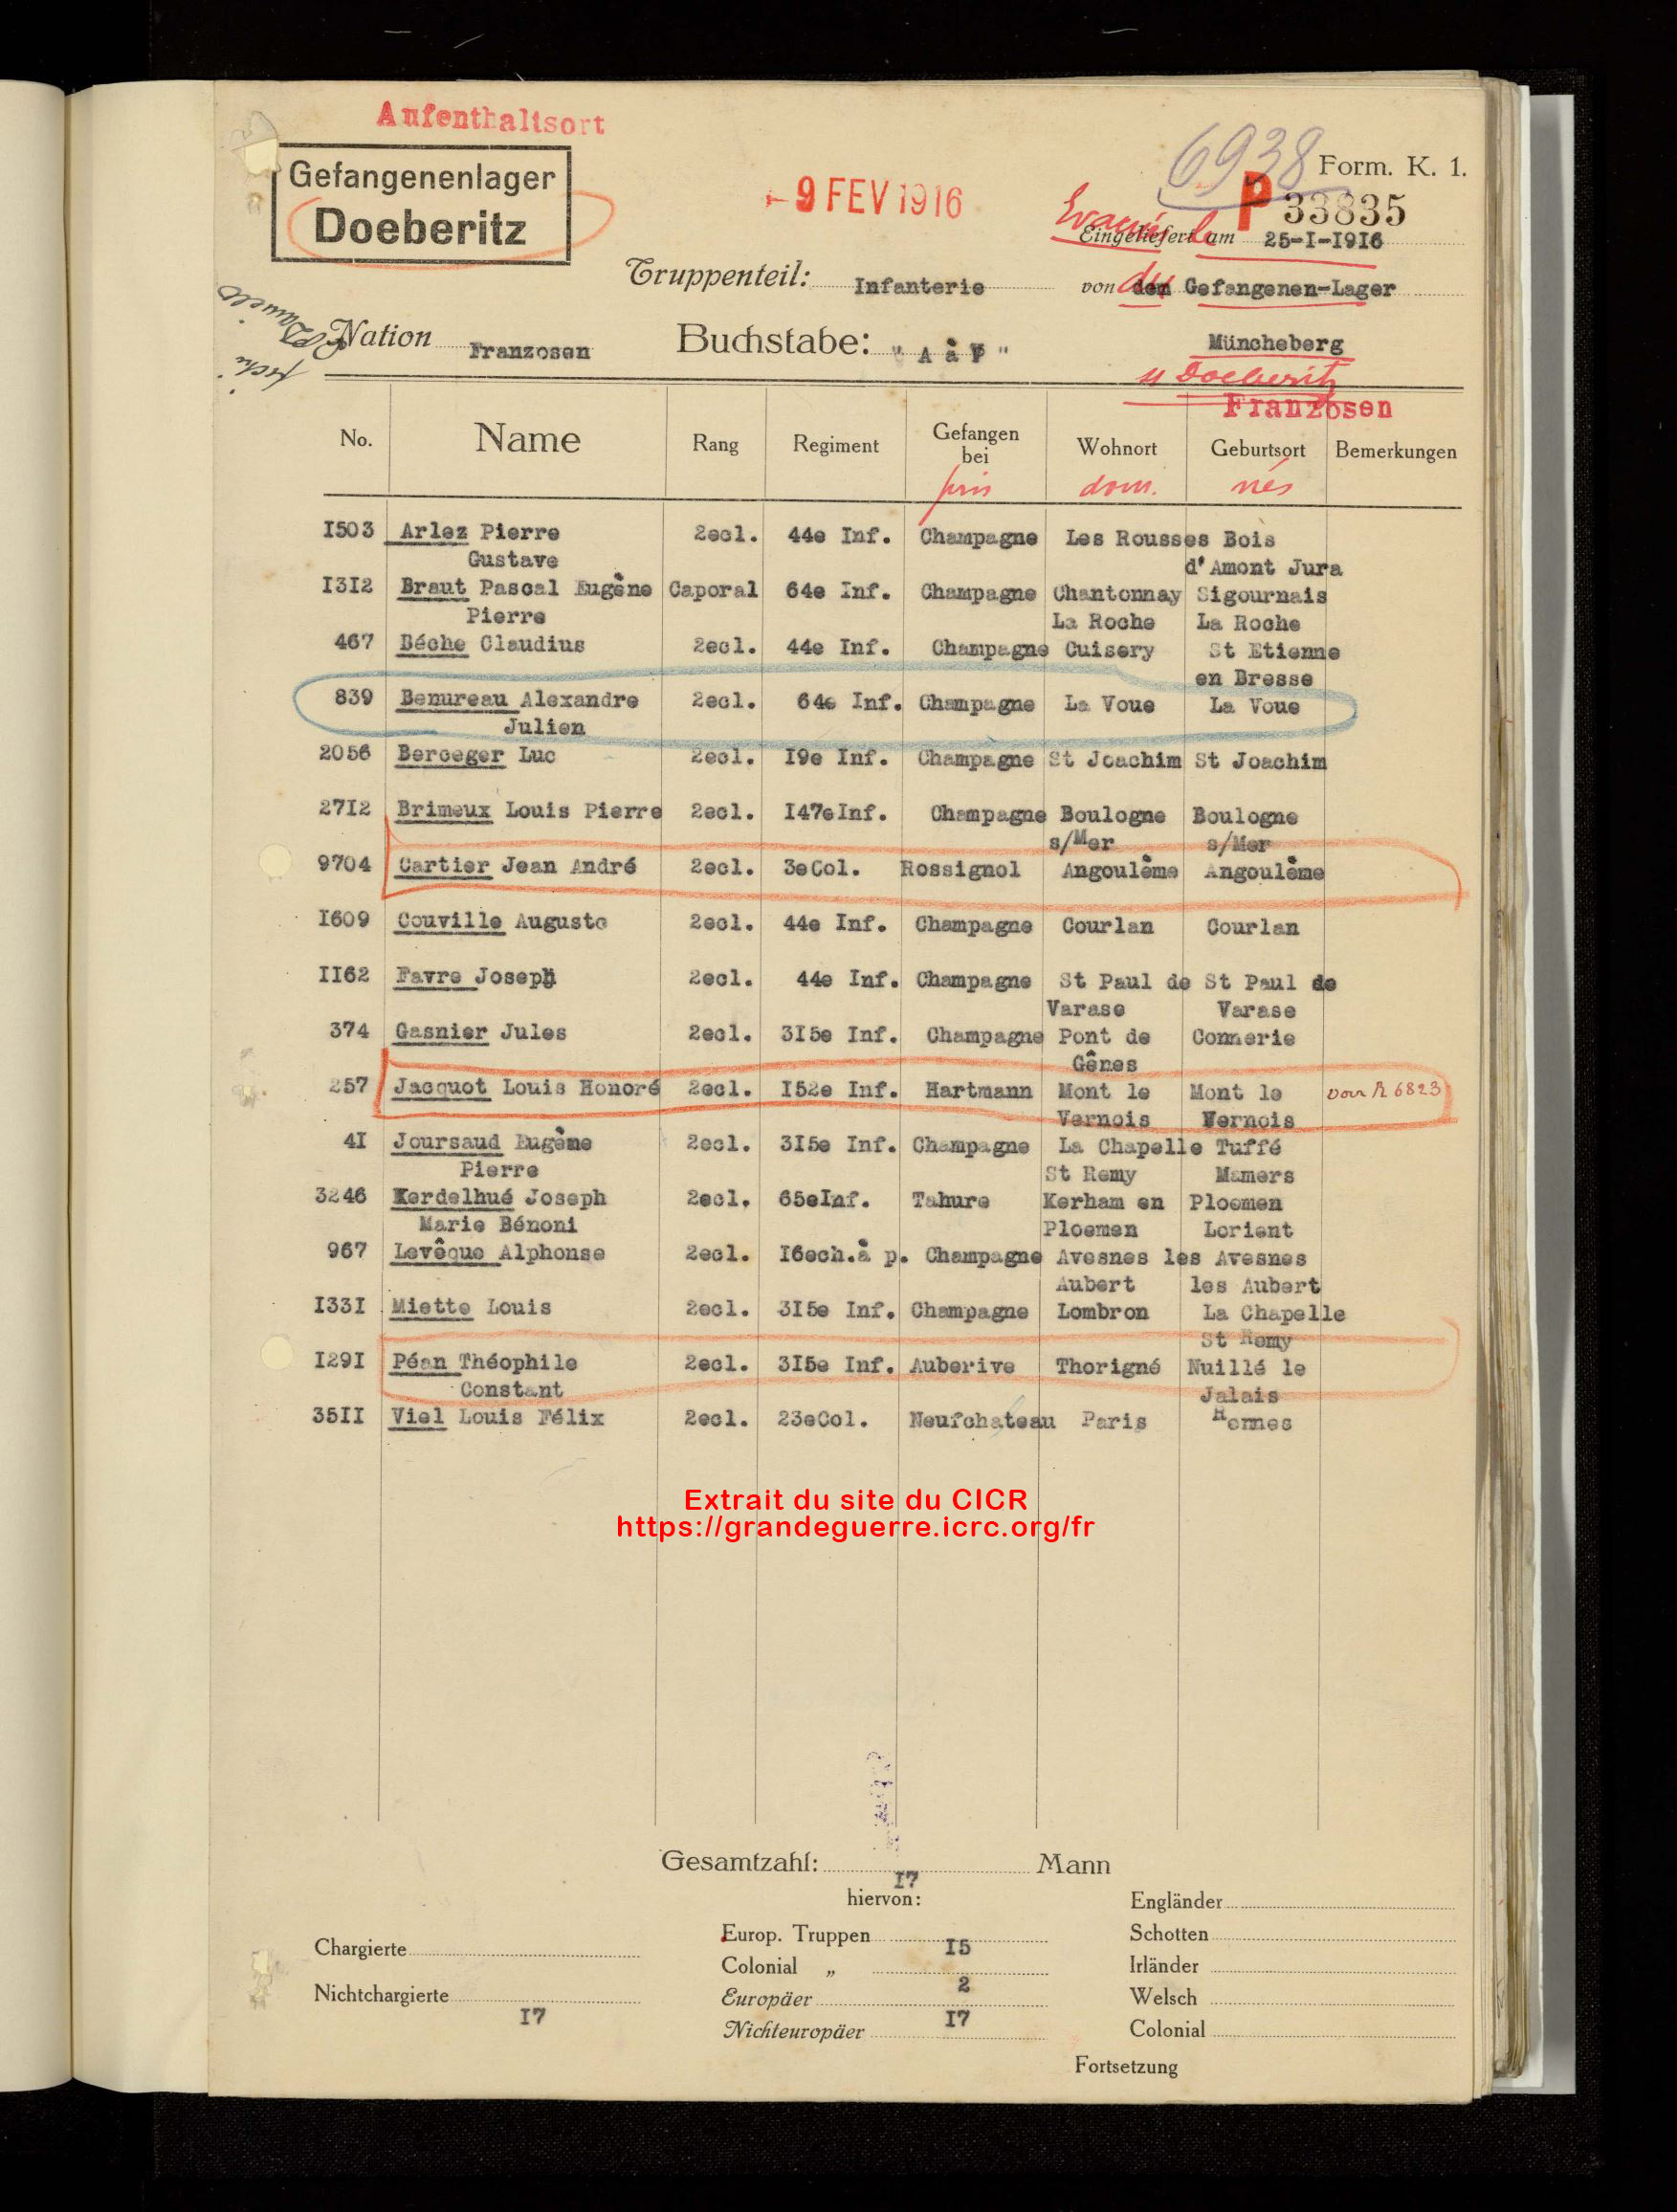 Aufenthaltsort
Gefangenenlager
Doeberitz
- 9 FEV 1916
6938
Form. K. 1.
P 33835
Evacués le
Eingeliefert am 25-I-1916
Truppenteil: Infanterie
von dem Gefangenen-Lager
du
Nation Franzosen
Buchstabe: " A à
Müncheberg
Doeberitz
Franzosen
No. Name Rang Regiment Gefangen bei Wohnort Geburtsort Bemerkungen
pris dom. nés
I503 Arlez Pierre 2ecl. 44e Inf. Champagne Les Rousses Bois
Gustave d'Amont Jura
I3I2 Braut Pascal Eugène Caporal 64e Inf. Champagne Chantonnay Sigournais
Pierre La Roche La Roche
467 Béche Claudius 2ecl. 44e Inf. Champagne Cuisery St Etienne
en Bresse
839 Benureau Alexandre 2ecl. 64e Inf. Champagne La Voue La Voue
Julien
2056 Berceger Luc 2ecl. I9e Inf. Champagne St Joachim St Joachim
27I2 Brimeux Louis Pierre 2ecl. I47eInf. Champagne Boulogne Boulogne
s/Mer s/Mer
9704 Cartier Jean André 2ecl. 3eCol. Rossignol Angoulème Angoulème
I609 Couville Auguste 2ecl. 44e Inf. Champagne Courlan Courlan
II62 Favre Joseph 2ecl. 44e Inf. Champagne St Paul de St Paul de
Varase Varase
374 Gasnier Jules 2ecl. 3I5e Inf. Champagne Pont de Connerie
Gênes
257 Jacquot Louis Honoré 2ecl. I52e Inf. Hartmann Mont le Mont le voir R 6823
Vernois Vernois
4I Joursaud Eugène 2ecl. 3I5e Inf. Champagne La Chapelle Tuffé
Pierre St Remy Mamers
3246 Kerdelhué Joseph 2ecl. 65eInf. Tahure Kerham en Ploemen
Marie Bénoni Ploemen Lorient
967 Levêque Alphonse 2ecl. I6ech.à p. Champagne Avesnes les Avesnes
Aubert les Aubert
I33I Miette Louis 2ecl. 3I5e Inf. Champagne Lombron La Chapelle
St Remy
I29I Péan Théophile 2ecl. 3I5e Inf. Auberive Thorigné Nuillé le
Constant Jalais
35II Viel Louis Félix 2ecl. 23eCol. Neufchateau Paris Rennes
Extrait du site du CICR
https://grandeguerre.icrc.org/fr
Gesamtzahl: I7 Mann
hiervon:
Chargierte
Nichtchargierte I7
Europ. Truppen I5
Colonial „ 2
Europäer I7
Nichteuropäer
Engländer
Schotten
Irländer
Welsch
Colonial
Fortsetzung